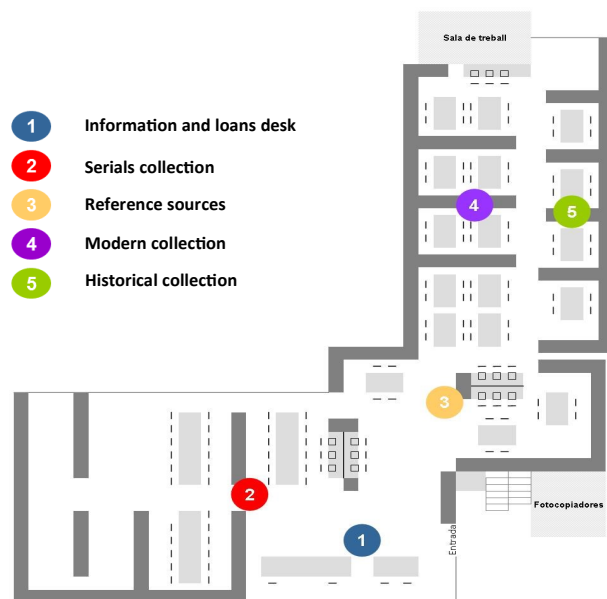 Sala de treball
1 Information and loans desk
2 Serials collection
3 Reference sources
4 Modern collection
5 Historical collection
4
5
3
2
1
Entrada
Fotocopiadores